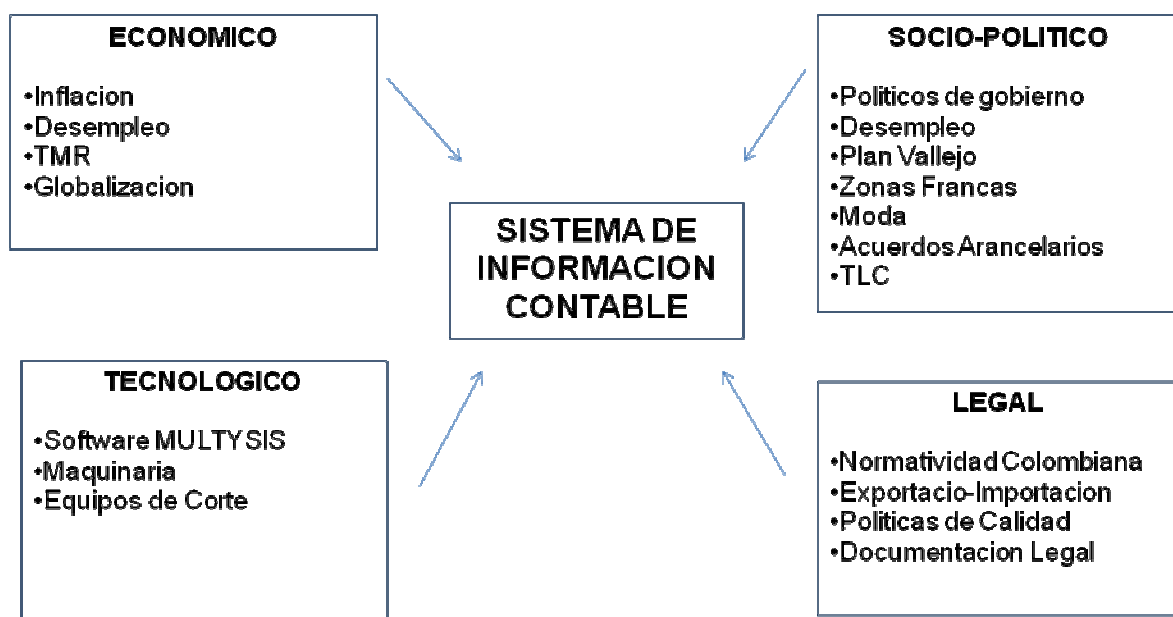 ECONOMICO
•Inflacion
•Desempleo
•TMR
•Globalizacion
SOCIO-POLITICO
•Politicos de gobierno
•Desempleo
•Plan Vallejo
•Zonas Francas
•Moda
•Acuerdos Arancelarios
•TLC
SISTEMA DE
INFORMACION
CONTABLE
TECNOLOGICO
•Software MULTYSIS
•Maquinaria
•Equipos de Corte
LEGAL
•Normatividad Colombiana
•Exportacio-Importacion
•Politicas de Calidad
•Documentacion Legal